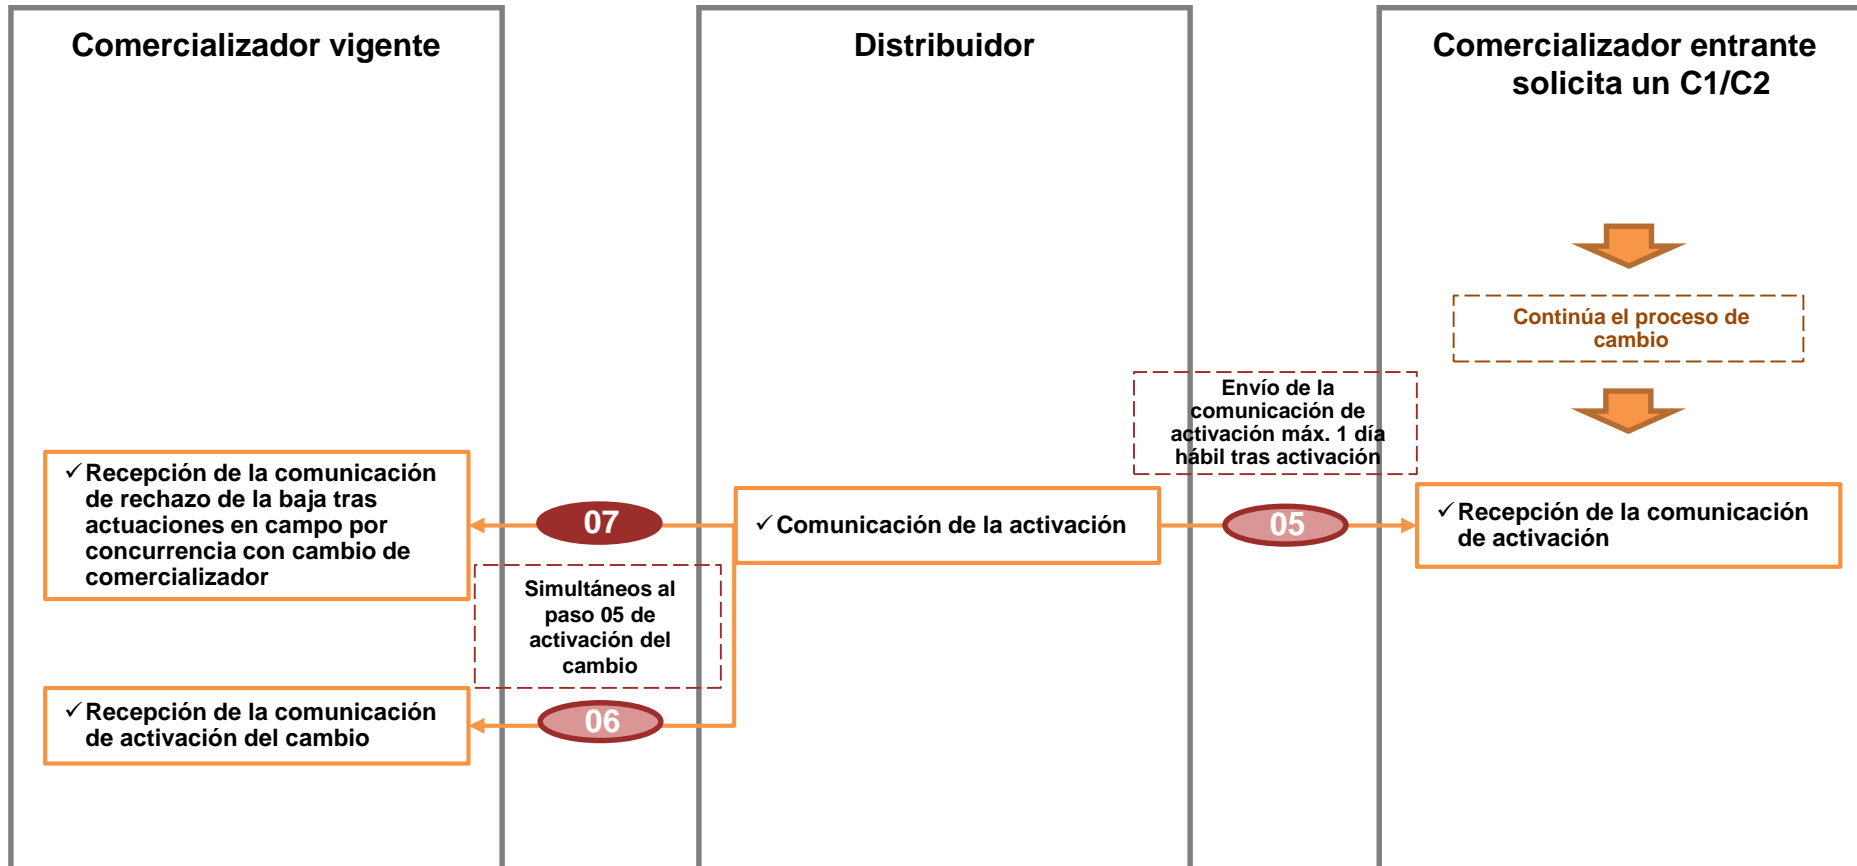 Comercializador vigente
Distribuidor
Comercializador entrante
solicita un C1/C2
Continúa el proceso de
cambio
Envío de la
comunicación de
activación máx. 1 día
hábil tras activación
✓Recepción de la comunicación
de rechazo de la baja tras
actuaciones en campo por
concurrencia con cambio de
comercializador
07
✓Comunicación de la activación
05
✓Recepción de la comunicación
de activación
Simultáneos al
paso 05 de
activación del
cambio
✓Recepción de la comunicación
de activación del cambio
06